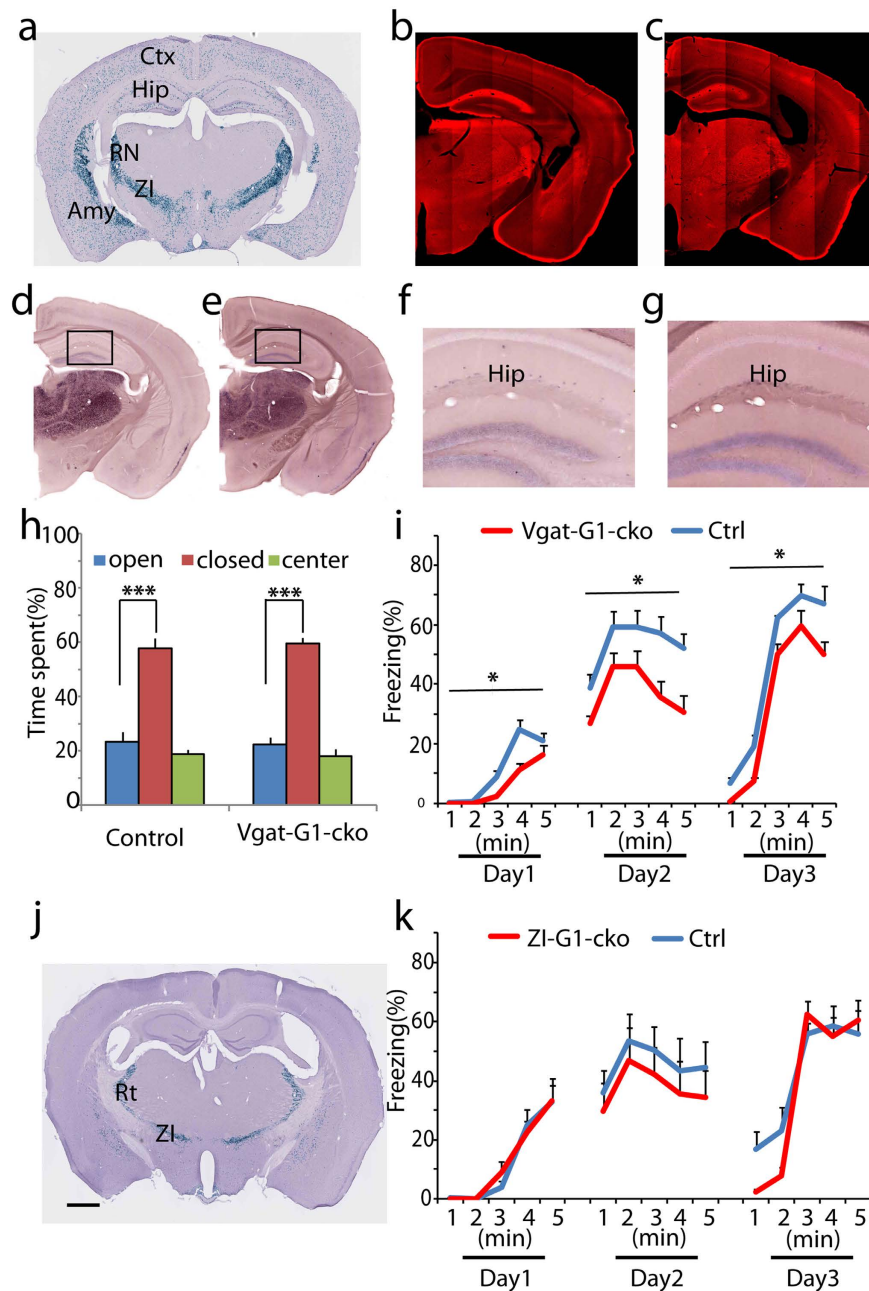 a
Ctx
Hip
RN
ZI
Amy
b
c
d
e
f
Hip
g
Hip
h
Time spent(%)
100
80
60
40
20
0
open closed center
*** ***
Control Vgat-G1-cko
i
Vgat-G1-cko Ctrl
Freezing(%)
80
60
40
20
0
* * *
1 2 3 4 5 1 2 3 4 5 1 2 3 4 5
(min) (min) (min)
Day1 Day2 Day3
j
Rt
ZI
k
ZI-G1-cko Ctrl
Freezing(%)
80
60
40
20
0
1 2 3 4 5 1 2 3 4 5 1 2 3 4 5
(min) (min) (min)
Day1 Day2 Day3